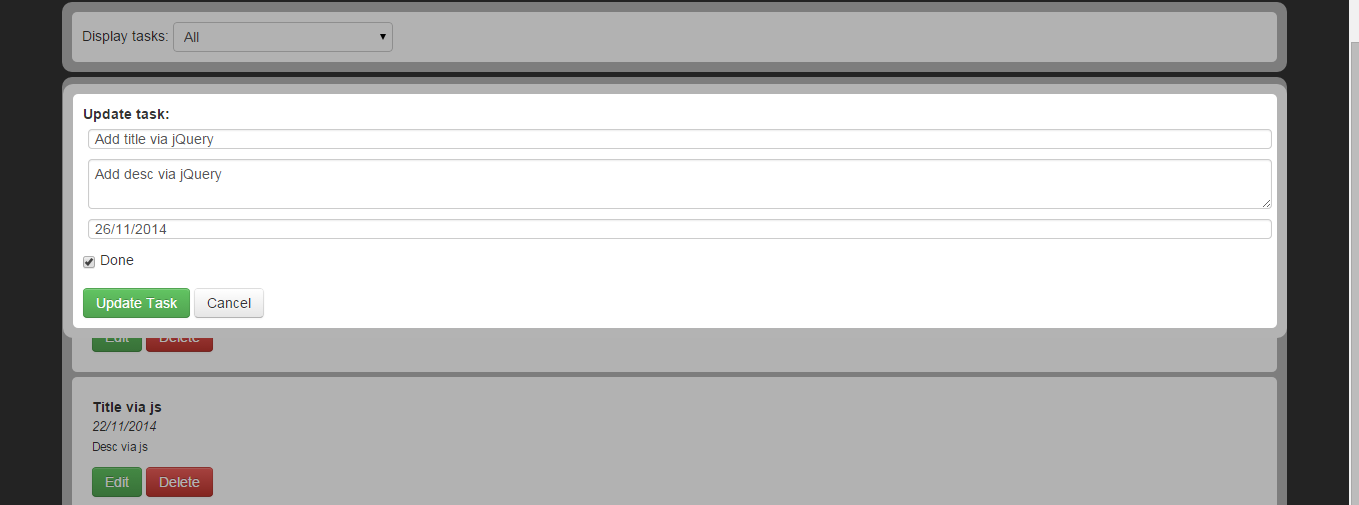 Display tasks: All
Update task:
Add title via jQuery
Add desc via jQuery
26/11/2014
Done
Update Task Cancel
Edit Delete
Title via js
22/11/2014
Desc via js
Edit Delete